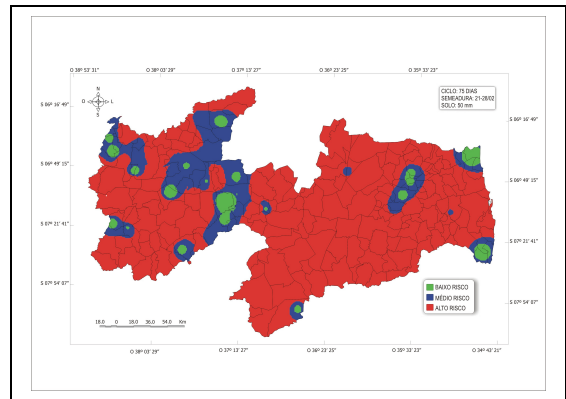 O 38º 53' 31" O 38º 03' 29" O 37º 13' 27" O 36º 23' 25" O 35º 33' 23"
N
O L
S
CICLO: 75 DIAS
SEMEADURA: 21-28/02
SOLO: 50 mm
S 06º 16' 49" S 06º 16' 49"
S 06º 49' 15" S 06º 49' 15"
S 07º 21' 41" S 07º 21' 41"
S 07º 54' 07" S 07º 54' 07"
BAIXO RISCO
MÉDIO RISCO
ALTO RISCO
18.0 0 18.0 36.0 54.0 Km
O 38º 03' 29" O 37º 13' 27" O 36º 23' 25" O 35º 33' 23" O 34º 43' 21"